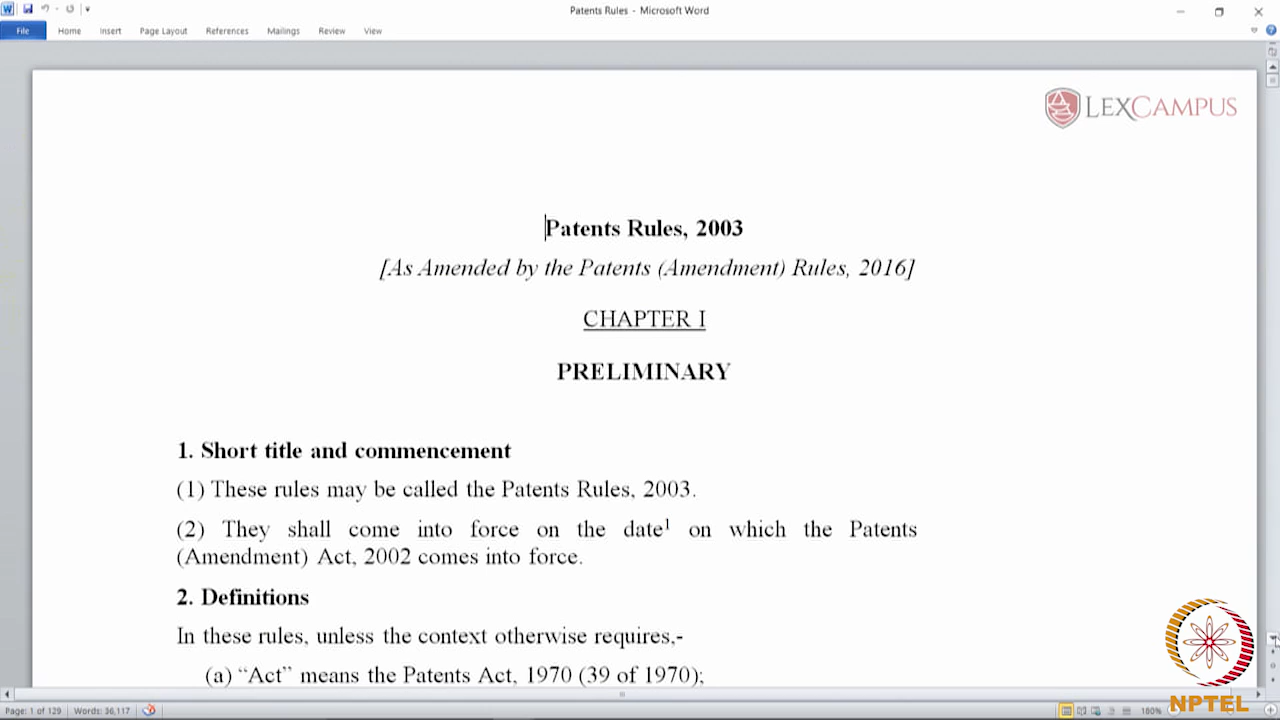 Patents Rules - Microsoft Word
File Home Insert Page Layout References Mailings Review View
LEXCAMPUS
Patents Rules, 2003
[As Amended by the Patents (Amendment) Rules, 2016]
CHAPTER I
PRELIMINARY
1. Short title and commencement
(1) These rules may be called the Patents Rules, 2003.
(2) They shall come into force on the date1 on which the Patents
(Amendment) Act, 2002 comes into force.
2. Definitions
In these rules, unless the context otherwise requires,-
(a) “Act” means the Patents Act, 1970 (39 of 1970);
Page: 1 of 129 Words: 36,117 180%
NPTEL